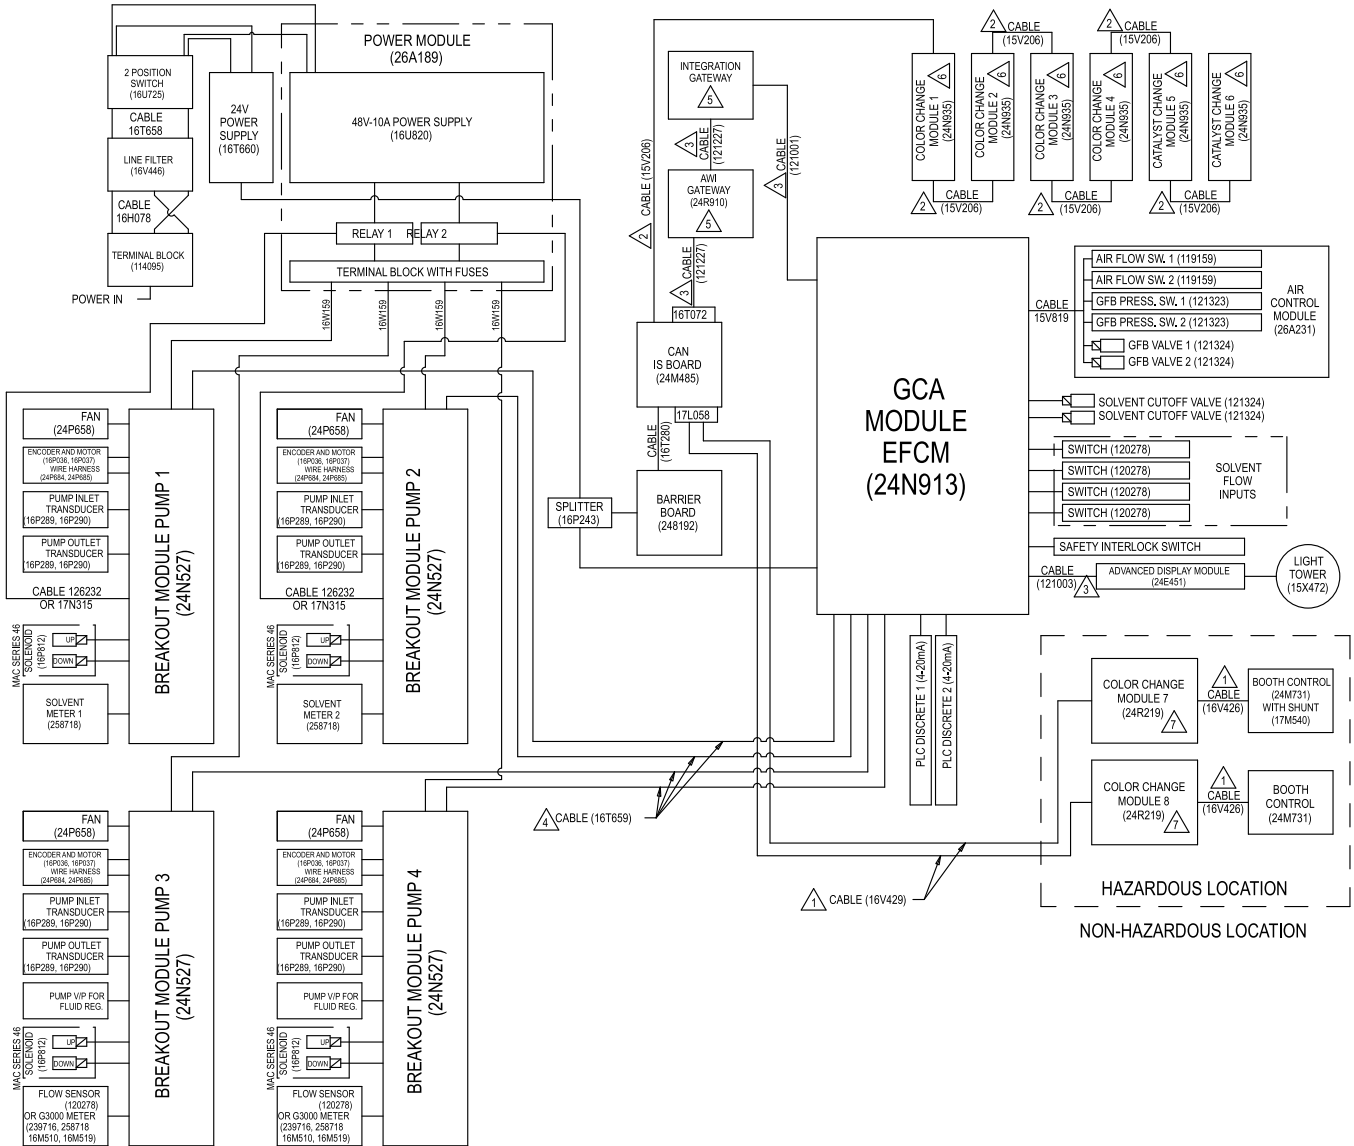 POWER MODULE
(26A189)
2 POSITION
SWITCH
(16U725)
CABLE
16T658
LINE FILTER
(16V446)
CABLE
16H078
TERMINAL BLOCK
(114095)
POWER IN
24V
POWER
SUPPLY
(16T660)
48V-10A POWER SUPPLY
(16U820)
RELAY 1
RELAY 2
TERMINAL BLOCK WITH FUSES
16W159
16W159
16W159
16W159
INTEGRATION
GATEWAY
5
3
CABLE
(121227)
AWI
GATEWAY
(24R910)
5
3
CABLE
(121227)
3
CABLE
(121001)
2
CABLE (15V206)
16T072
CAN
IS BOARD
(24M485)
17L058
CABLE
(16T280)
BARRIER
BOARD
(248192)
SPLITTER
(16P243)
2
CABLE
(15V206)
2
CABLE
(15V206)
COLOR CHANGE
MODULE 1
(24N935)
6
COLOR CHANGE
MODULE 2
(24N935)
6
COLOR CHANGE
MODULE 3
(24N935)
6
COLOR CHANGE
MODULE 4
(24N935)
6
CATALYST CHANGE
MODULE 5
(24N935)
6
CATALYST CHANGE
MODULE 6
(24N935)
6
2
CABLE
(15V206)
2
CABLE
(15V206)
2
CABLE
(15V206)
GCA
MODULE
EFCM
(24N913)
CABLE
15V819
AIR FLOW SW. 1 (119159)
AIR FLOW SW. 2 (119159)
GFB PRESS. SW. 1 (121323)
GFB PRESS. SW. 2 (121323)
GFB VALVE 1 (121324)
GFB VALVE 2 (121324)
AIR
CONTROL
MODULE
(26A231)
SOLVENT CUTOFF VALVE (121324)
SOLVENT CUTOFF VALVE (121324)
SWITCH (120278)
SWITCH (120278)
SWITCH (120278)
SWITCH (120278)
SOLVENT
FLOW
INPUTS
SAFETY INTERLOCK SWITCH
CABLE
(121003)
3
ADVANCED DISPLAY MODULE
(24E451)
LIGHT
TOWER
(15X472)
PLC DISCRETE 1 (4-20mA)
PLC DISCRETE 2 (4-20mA)
COLOR CHANGE
MODULE 7
(24R219)
7
1
CABLE
(16V426)
BOOTH CONTROL
(24M731)
WITH SHUNT
(17M540)
COLOR CHANGE
MODULE 8
(24R219)
7
1
CABLE
(16V426)
BOOTH
CONTROL
(24M731)
HAZARDOUS LOCATION
NON-HAZARDOUS LOCATION
4
CABLE (16T659)
1
CABLE (16V429)
FAN
(24P658)
ENCODER AND MOTOR
(16P036, 16P037)
WIRE HARNESS
(24P684, 24P685)
PUMP INLET
TRANSDUCER
(16P289, 16P290)
PUMP OUTLET
TRANSDUCER
(16P289, 16P290)
CABLE 126232
OR 17N315
MAC SERIES 46
SOLENOID
(16P812)
UP
DOWN
SOLVENT
METER 1
(258718)
BREAKOUT MODULE PUMP 1
(24N527)
FAN
(24P658)
ENCODER AND MOTOR
(16P036, 16P037)
WIRE HARNESS
(24P684, 24P685)
PUMP INLET
TRANSDUCER
(16P289, 16P290)
PUMP OUTLET
TRANSDUCER
(16P289, 16P290)
CABLE 126232
OR 17N315
MAC SERIES 46
SOLENOID
(16P812)
UP
DOWN
SOLVENT
METER 2
(258718)
BREAKOUT MODULE PUMP 2
(24N527)
FAN
(24P658)
ENCODER AND MOTOR
(16P036, 16P037)
WIRE HARNESS
(24P684, 24P685)
PUMP INLET
TRANSDUCER
(16P289, 16P290)
PUMP OUTLET
TRANSDUCER
(16P289, 16P290)
PUMP V/P FOR
FLUID REG.
MAC SERIES 46
SOLENOID
(16P812)
UP
DOWN
FLOW SENSOR
(120278)
OR G3000 METER
(239716, 258718
16M510, 16M519)
BREAKOUT MODULE PUMP 3
(24N527)
FAN
(24P658)
ENCODER AND MOTOR
(16P036, 16P037)
WIRE HARNESS
(24P684, 24P685)
PUMP INLET
TRANSDUCER
(16P289, 16P290)
PUMP OUTLET
TRANSDUCER
(16P289, 16P290)
PUMP V/P FOR
FLUID REG.
MAC SERIES 46
SOLENOID
(16P812)
UP
DOWN
FLOW SENSOR
(120278)
OR G3000 METER
(239716, 258718
16M510, 16M519)
BREAKOUT MODULE PUMP 4
(24N527)